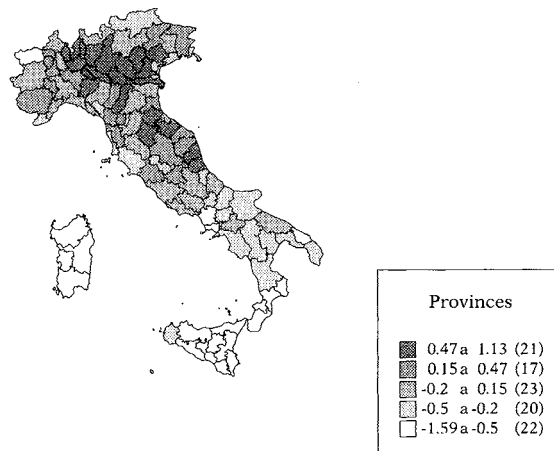 Provinces
0.47 a 1.13 (21)
0.15 a 0.47 (17)
-0.2 a 0.15 (23)
-0.5 a -0.2 (20)
-1.59 a -0.5 (22)